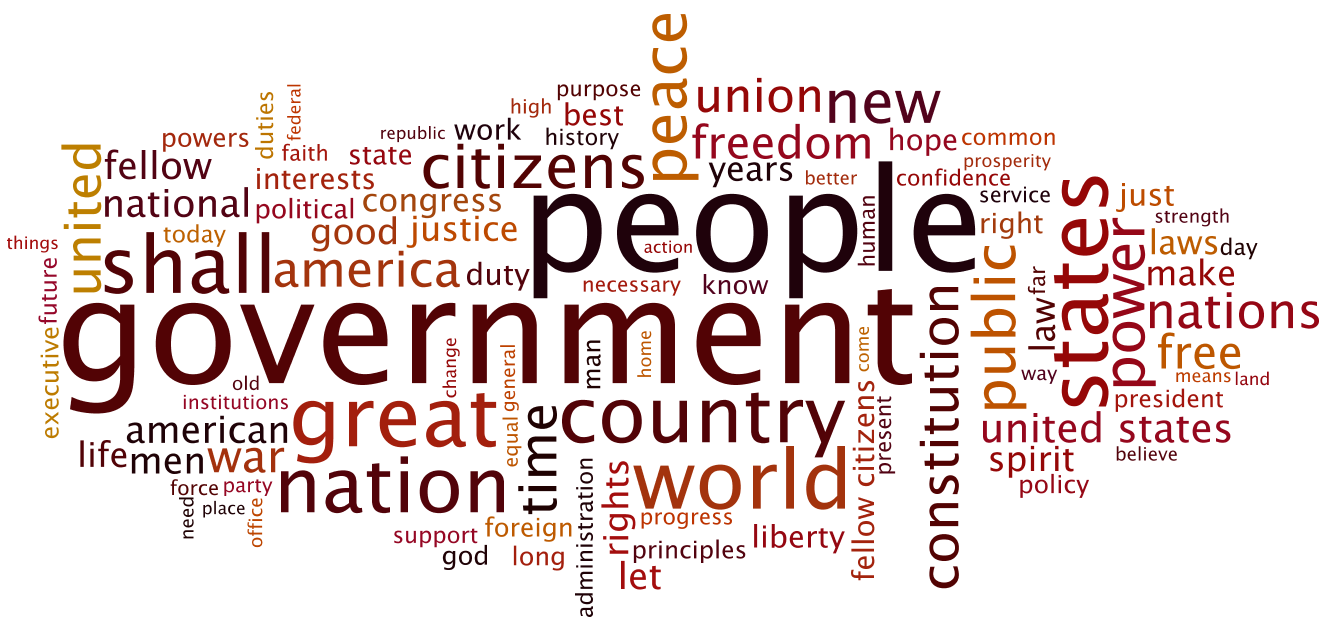 peace
purpose
union
new
high
best
duties
federal
powers
republic
work
history
freedom
hope
common
united
fellow
faith
state
citizens
years
better
prosperity
confidence
interests
people
human
service
states
just
national
political
congress
right
strength
today
good
justice
action
public
power
laws
day
things
future
shall
america
duty
necessary
know
far
law
make
government
constitution
nations
executive
change
man
home
come
way
free
means
land
old
institutions
great
equal
general
time
country
fellow citizens
present
president
american
united states
life
men
war
nation
world
spirit
believe
force
party
need
place
office
administration
rights
policy
support
foreign
progress
liberty
god
long
principles
let